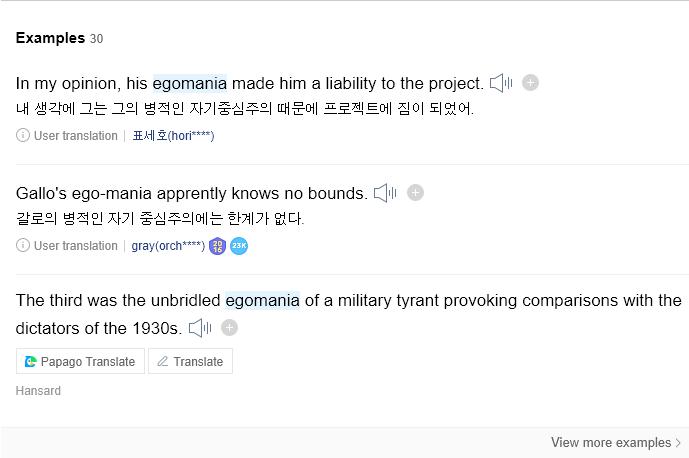 Examples 30
In my opinion, his egomania made him a liability to the project.
내 생각에 그는 그의 병적인 자기중심주의 때문에 프로젝트에 짐이 되었어.
User translation | 표세호(hori****)
Gallo's ego-mania apprently knows no bounds.
갈로의 병적인 자기 중심주의에는 한계가 없다.
User translation | gray(orch****) 2016 23K
The third was the unbridled egomania of a military tyrant provoking comparisons with the
dictators of the 1930s.
Papago Translate Translate
Hansard
View more examples >